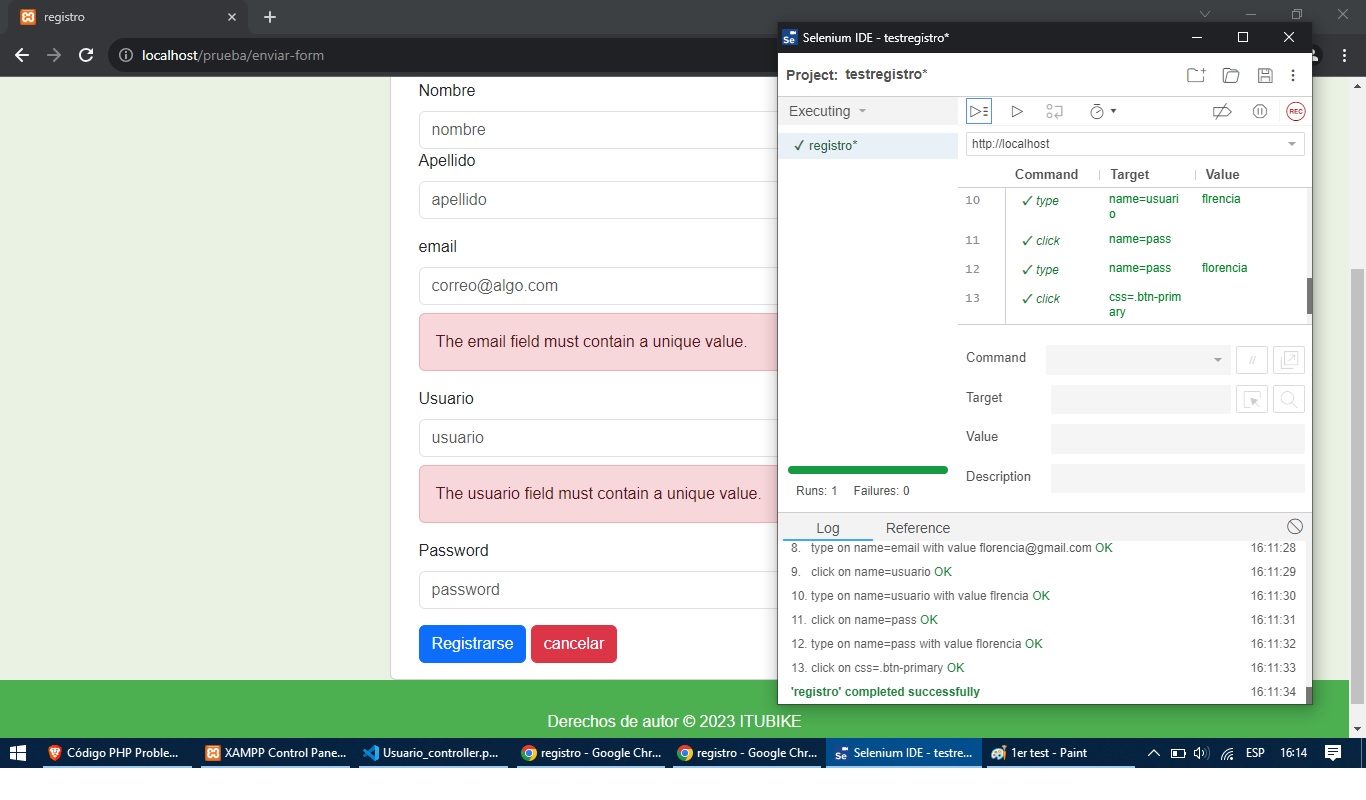 registro
localhost/prueba/enviar-form
Nombre
nombre
Apellido
apellido
email
correo@algo.com
The email field must contain a unique value.
Usuario
usuario
The usuario field must contain a unique value.
Password
password
Registrarse
cancelar
Derechos de autor © 2023 ITUBIKE
Se
Selenium IDE - testregistro*
Project: testregistro*
Executing
REC
✓ registro*
http://localhost
Command Target Value
10 ✓ type name=usuari
o flrencia
11 ✓ click name=pass
12 ✓ type name=pass florencia
13 ✓ click css=.btn-prim
ary
Command
//
Target
Value
Description
Runs: 1 Failures: 0
Log Reference
8. type on name=email with value florencia@gmail.com OK 16:11:28
9. click on name=usuario OK 16:11:29
10. type on name=usuario with value flrencia OK 16:11:30
11. click on name=pass OK 16:11:31
12. type on name=pass with value florencia OK 16:11:32
13. click on css=.btn-primary OK 16:11:33
'registro' completed successfully 16:11:34
Código PHP Proble...
XAMPP Control Pane...
Usuario_controller.p...
registro - Google Chr...
registro - Google Chr...
Se
Selenium IDE - testre...
1er test - Paint
ESP
16:14